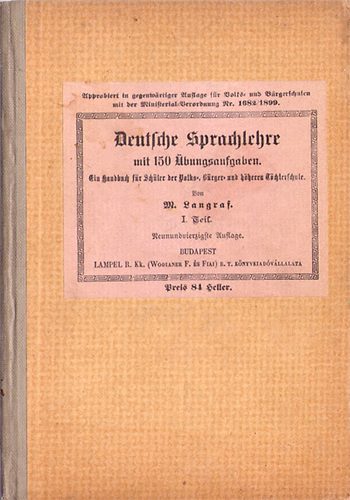 Approbiert in gegenwärtiger Auflage für Volks- und Bürgerschulen
mit der Ministerial-Verordnung Nr. 1682/1899.
Deutsche Sprachlehre
mit 150 Übungsaufgaben.
Ein Handbuch für Schüler der Volks-, Bürger- und höheren Töchterschule.
Von
M. Langraf.
I. Teil.
Neunundvierzigste Auflage.
BUDAPEST
LAMPEL R. KK. (WODIANER F. ÉS FIAI) R. T. KÖNYVKIADÓVÁLLALATA
Preis 84 Heller.